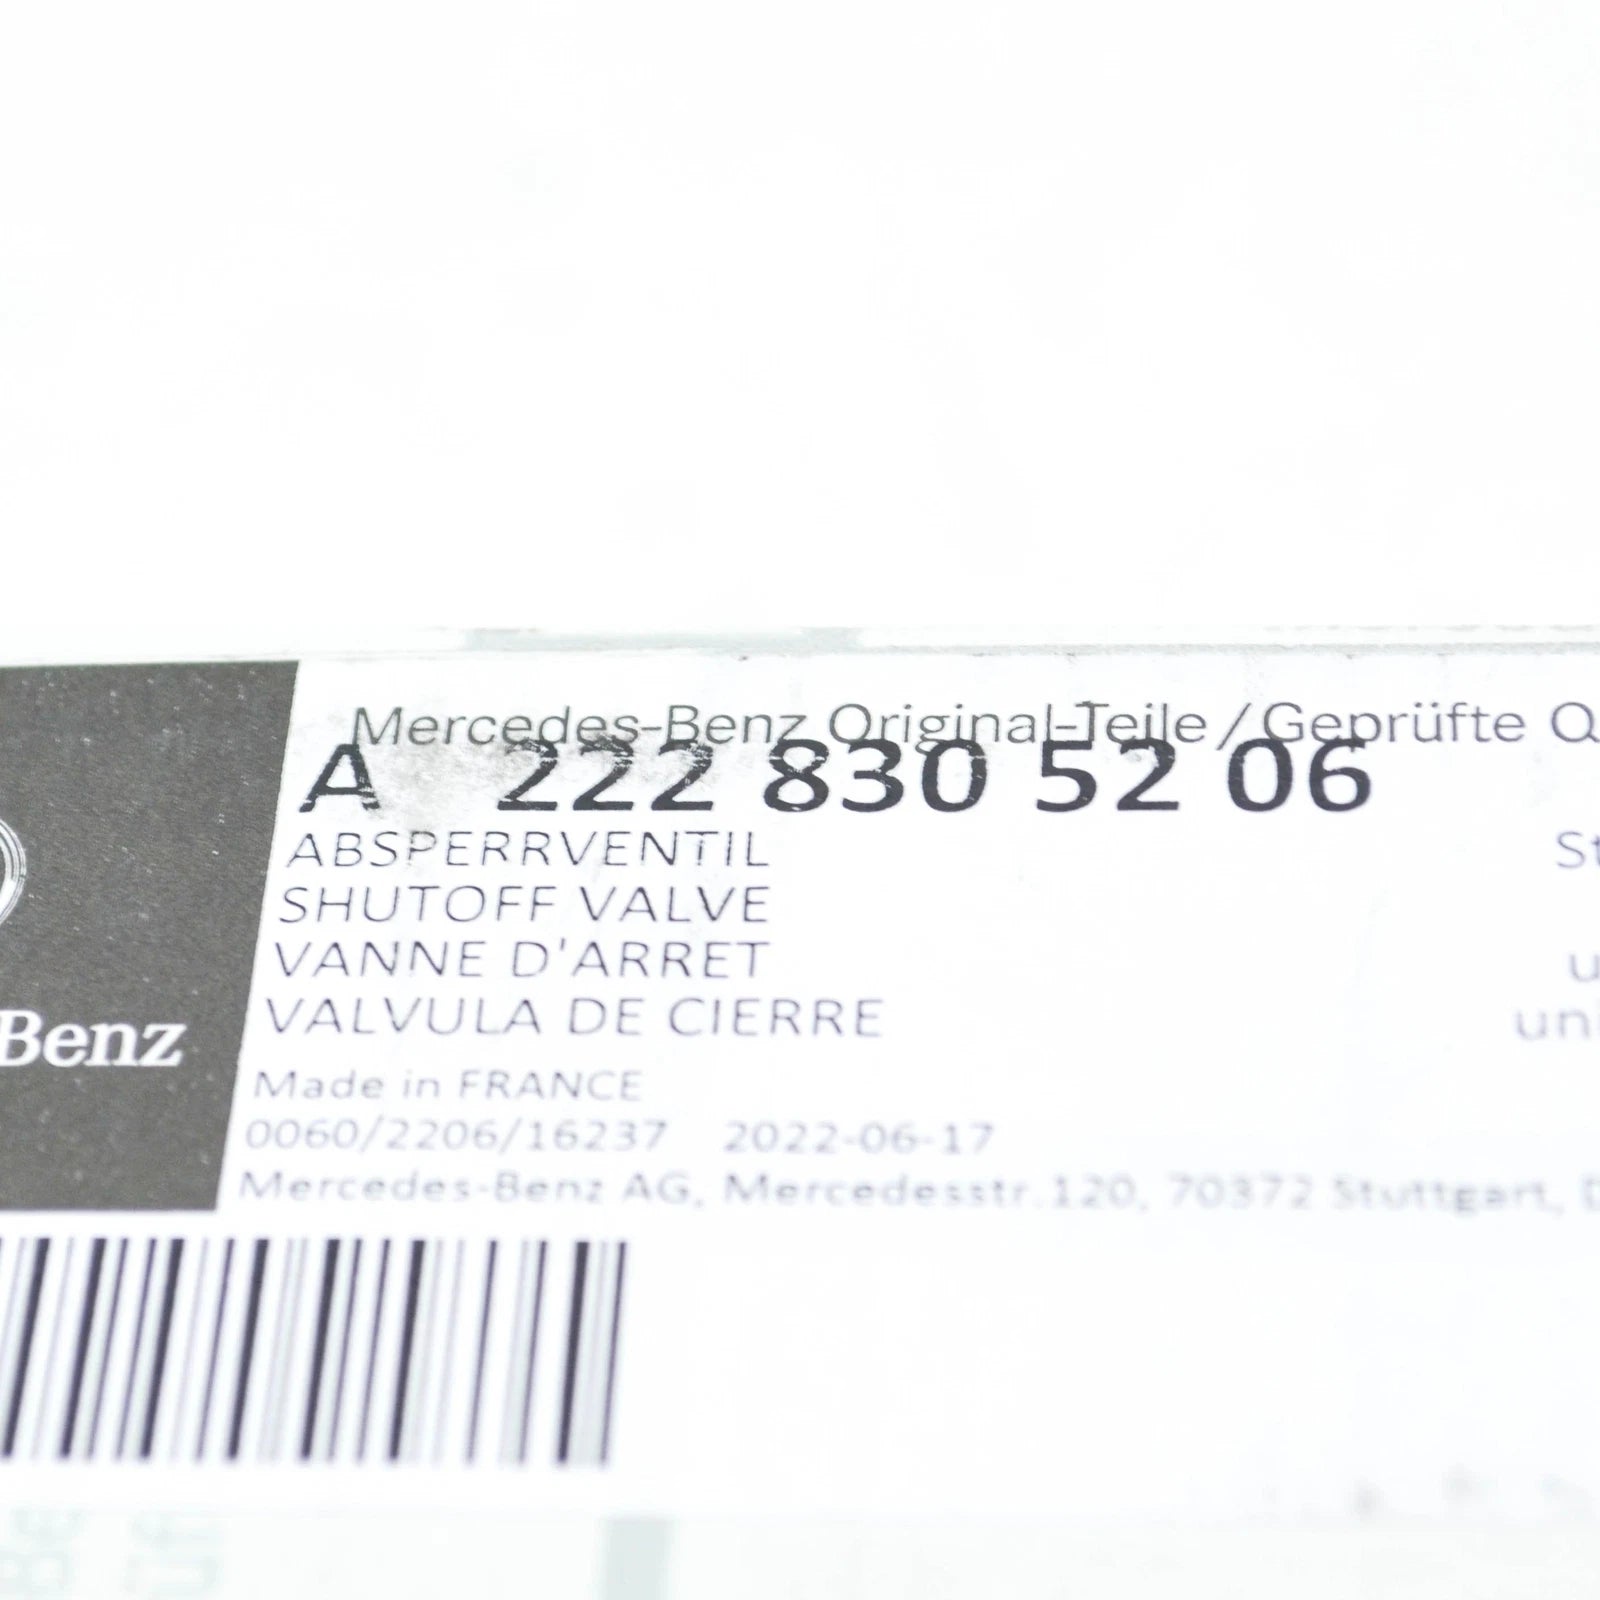 Mercedes-Benz Original-Teile / Geprüfte Q
A 222 830 52 06
ABSPERRVENTIL
SHUTOFF VALVE
VANNE D'ARRET
VALVULA DE CIERRE
Benz
Made in FRANCE
0060/2206/16237 2022-06-17
Mercedes-Benz AG, Mercedesstr.120, 70372 Stuttgart, D